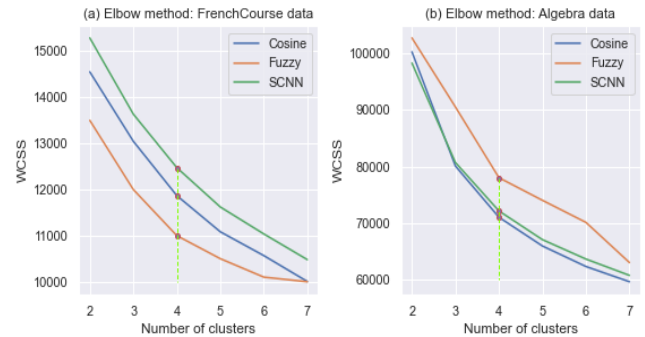 (a) Elbow method: FrenchCourse data
15000
14000
13000
12000
11000
10000
WCSS
2 3 4 5 6 7
Number of clusters
Cosine
Fuzzy
SCNN
(b) Elbow method: Algebra data
100000
90000
80000
70000
60000
WCSS
2 3 4 5 6 7
Number of clusters
Cosine
Fuzzy
SCNN